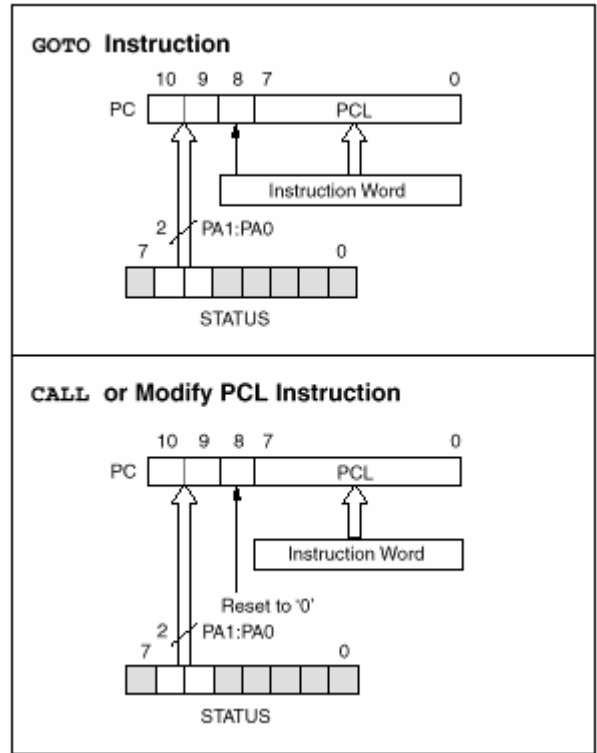 GOTO Instruction
10 9 8 7 0
PC PCL
Instruction Word
2 PA1:PA0
7 0
STATUS
CALL or Modify PCL Instruction
10 9 8 7 0
PC PCL
Instruction Word
Reset to '0'
2 PA1:PA0
7 0
STATUS